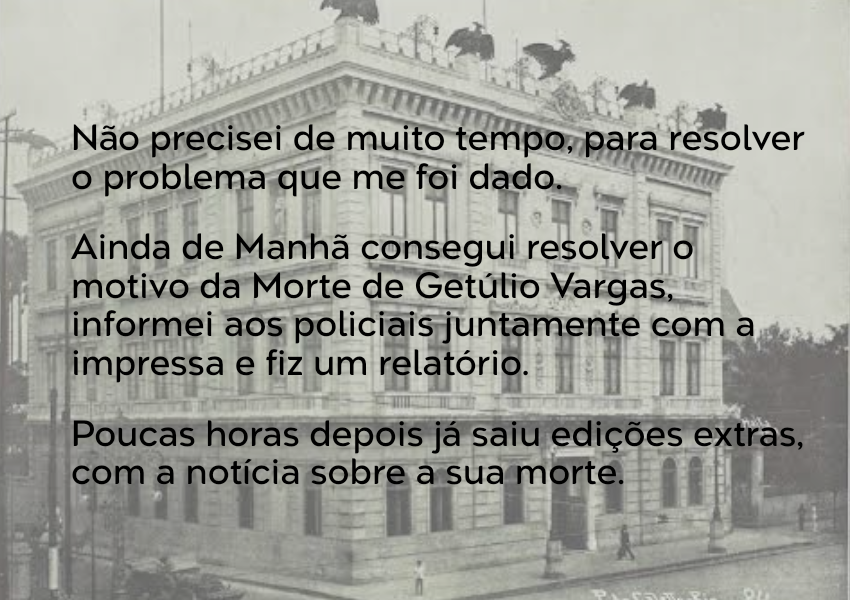 Não precisei de muito tempo, para resolver
o problema que me foi dado.
Ainda de Manhã consegui resolver o
motivo da Morte de Getúlio Vargas,
informei aos policiais juntamente com a
impressa e fiz um relatório.
Poucas horas depois já saiu edições extras,
com a notícia sobre a sua morte.